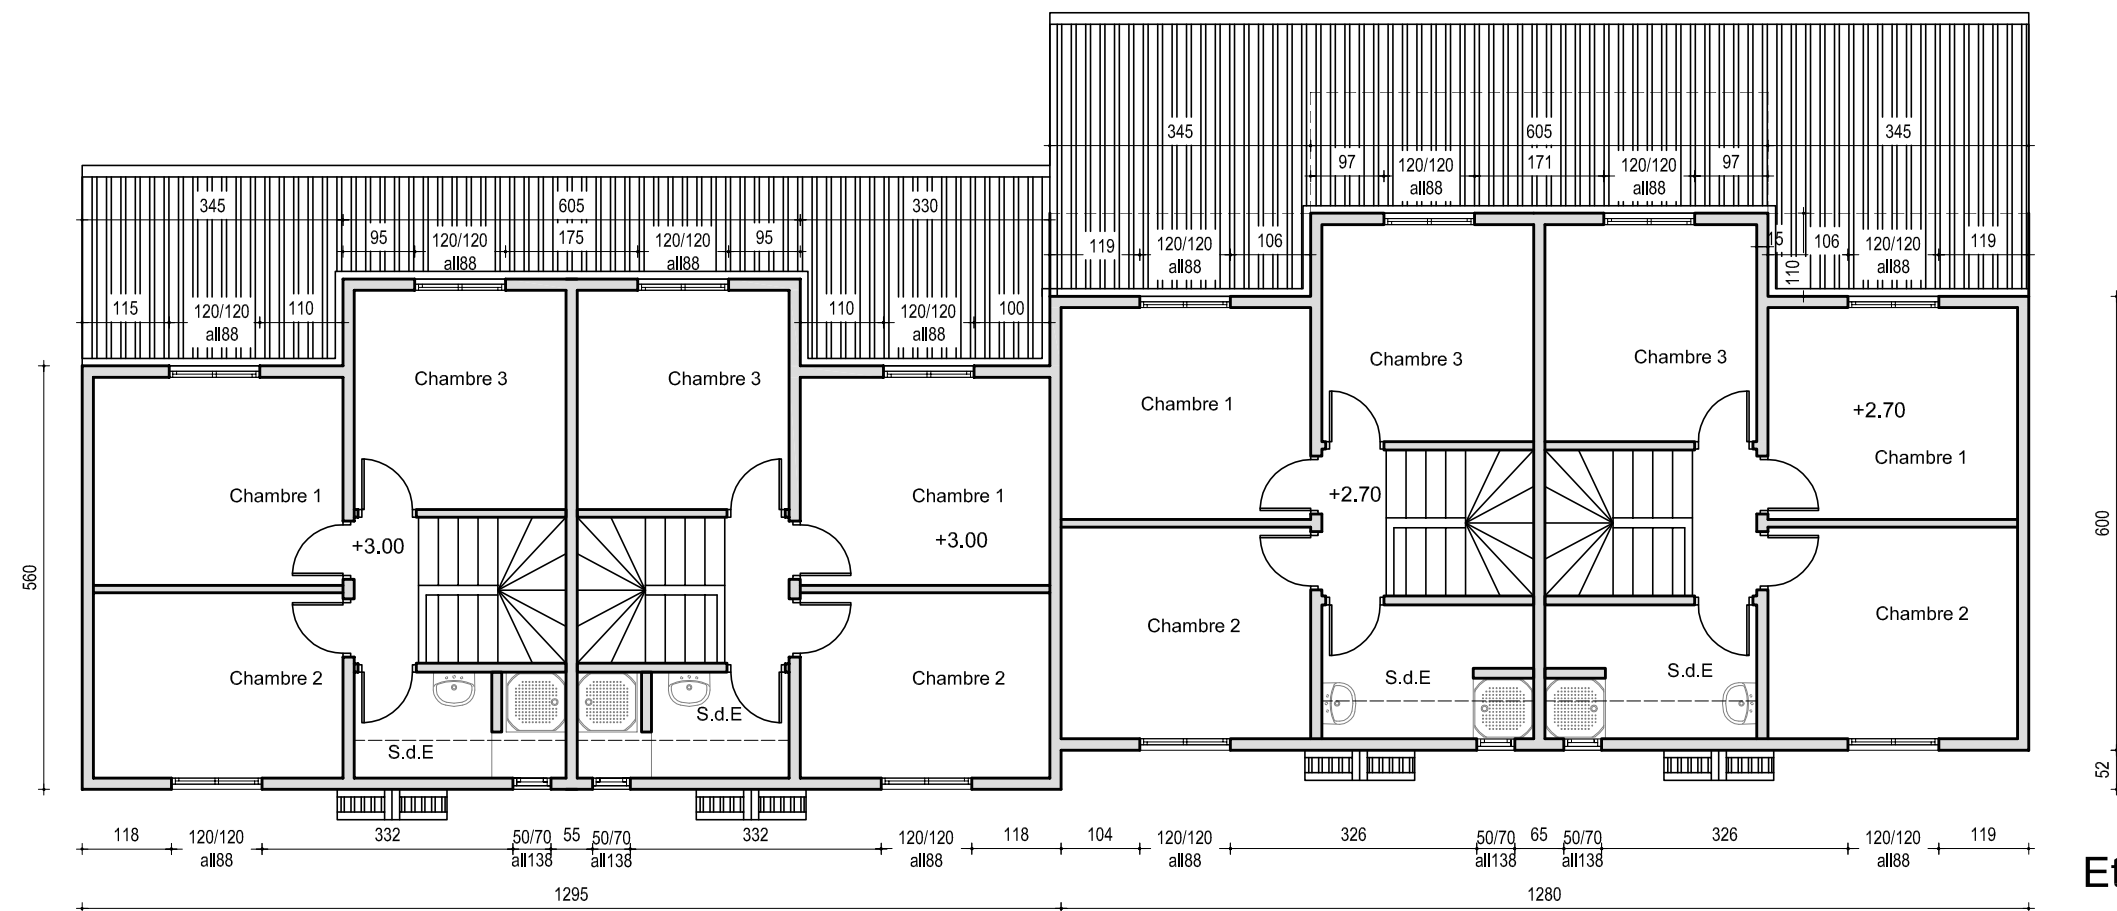 345
605
345
97
120/120
all88
171
120/120
all88
97
345
605
330
95
120/120
all88
175
120/120
all88
95
119
120/120
all88
106
15
106
120/120
all88
119
110
115
120/120
all88
110
110
120/120
all88
100
Chambre 3
Chambre 3
Chambre 3
Chambre 3
Chambre 1
+2.70
Chambre 1
Chambre 1
Chambre 1
+2.70
+3.00
+3.00
560
600
Chambre 2
Chambre 2
Chambre 2
Chambre 2
S.d.E
S.d.E
S.d.E
S.d.E
52
118
120/120
all88
332
50/70
all138
55
50/70
all138
332
120/120
all88
118
104
120/120
all88
326
50/70
all138
65
50/70
all138
326
120/120
all88
119
1295
1280
Et